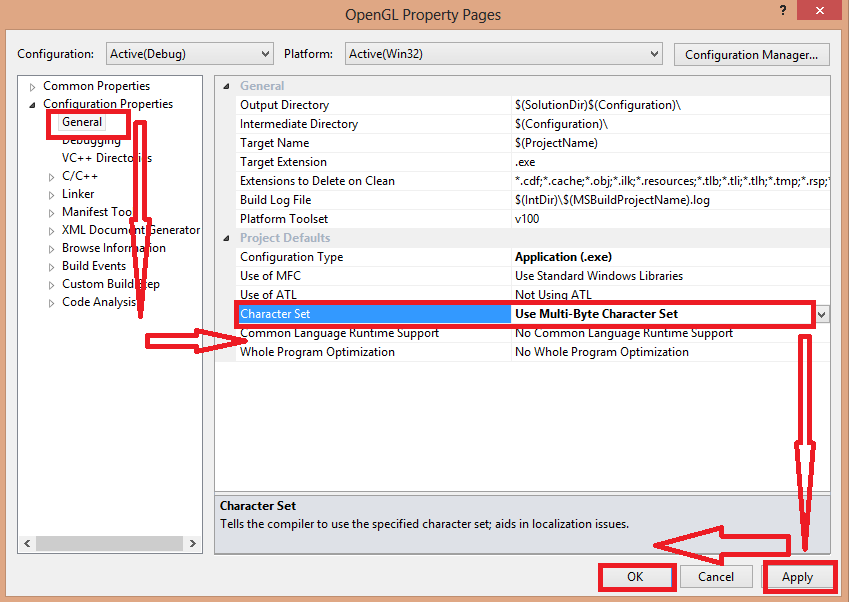 OpenGL Property Pages
?
Configuration: Active(Debug) Platform: Active(Win32) Configuration Manager...
Common Properties
Configuration Properties
General
Debugging
VC++ Directories
C/C++
Linker
Manifest Tool
XML Document Generator
Browse Information
Build Events
Custom Build Step
Code Analysis
General
Output Directory $(SolutionDir)$(Configuration)\
Intermediate Directory $(Configuration)\
Target Name $(ProjectName)
Target Extension .exe
Extensions to Delete on Clean *.cdf;*.cache;*.obj;*.ilk;*.resources;*.tlb;*.tli;*.tlh;*.tmp;*.rsp;*
Build Log File $(IntDir)\$(MSBuildProjectName).log
Platform Toolset v100
Project Defaults
Configuration Type Application (.exe)
Use of MFC Use Standard Windows Libraries
Use of ATL Not Using ATL
Character Set Use Multi-Byte Character Set
Common Language Runtime Support No Common Language Runtime Support
Whole Program Optimization No Whole Program Optimization
Character Set
Tells the compiler to use the specified character set; aids in localization issues.
OK Cancel Apply